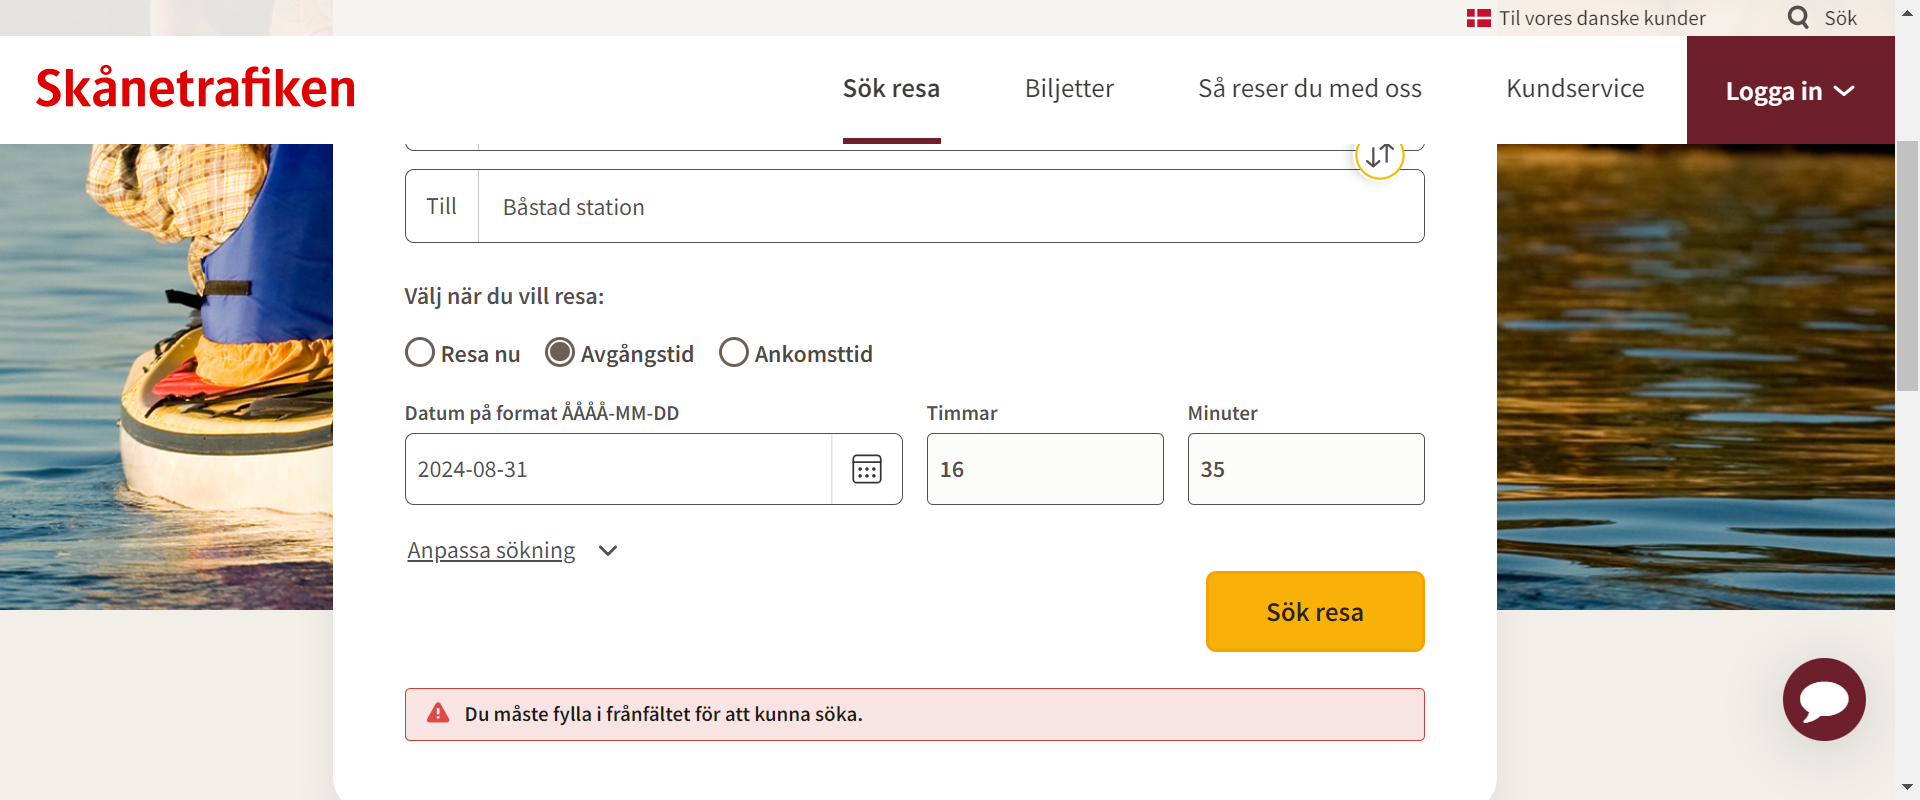 Til vores danske kunder
Sök
Skånetrafiken
Sök resa
Biljetter
Så reser du med oss
Kundservice
Logga in
Till
Båstad station
Välj när du vill resa:
Resa nu
Avgångstid
Ankomsttid
Datum på format ÅÅÅÅ-MM-DD
Timmar
Minuter
2024-08-31
16
35
Anpassa sökning
Sök resa
Du måste fylla i frånfältet för att kunna söka.